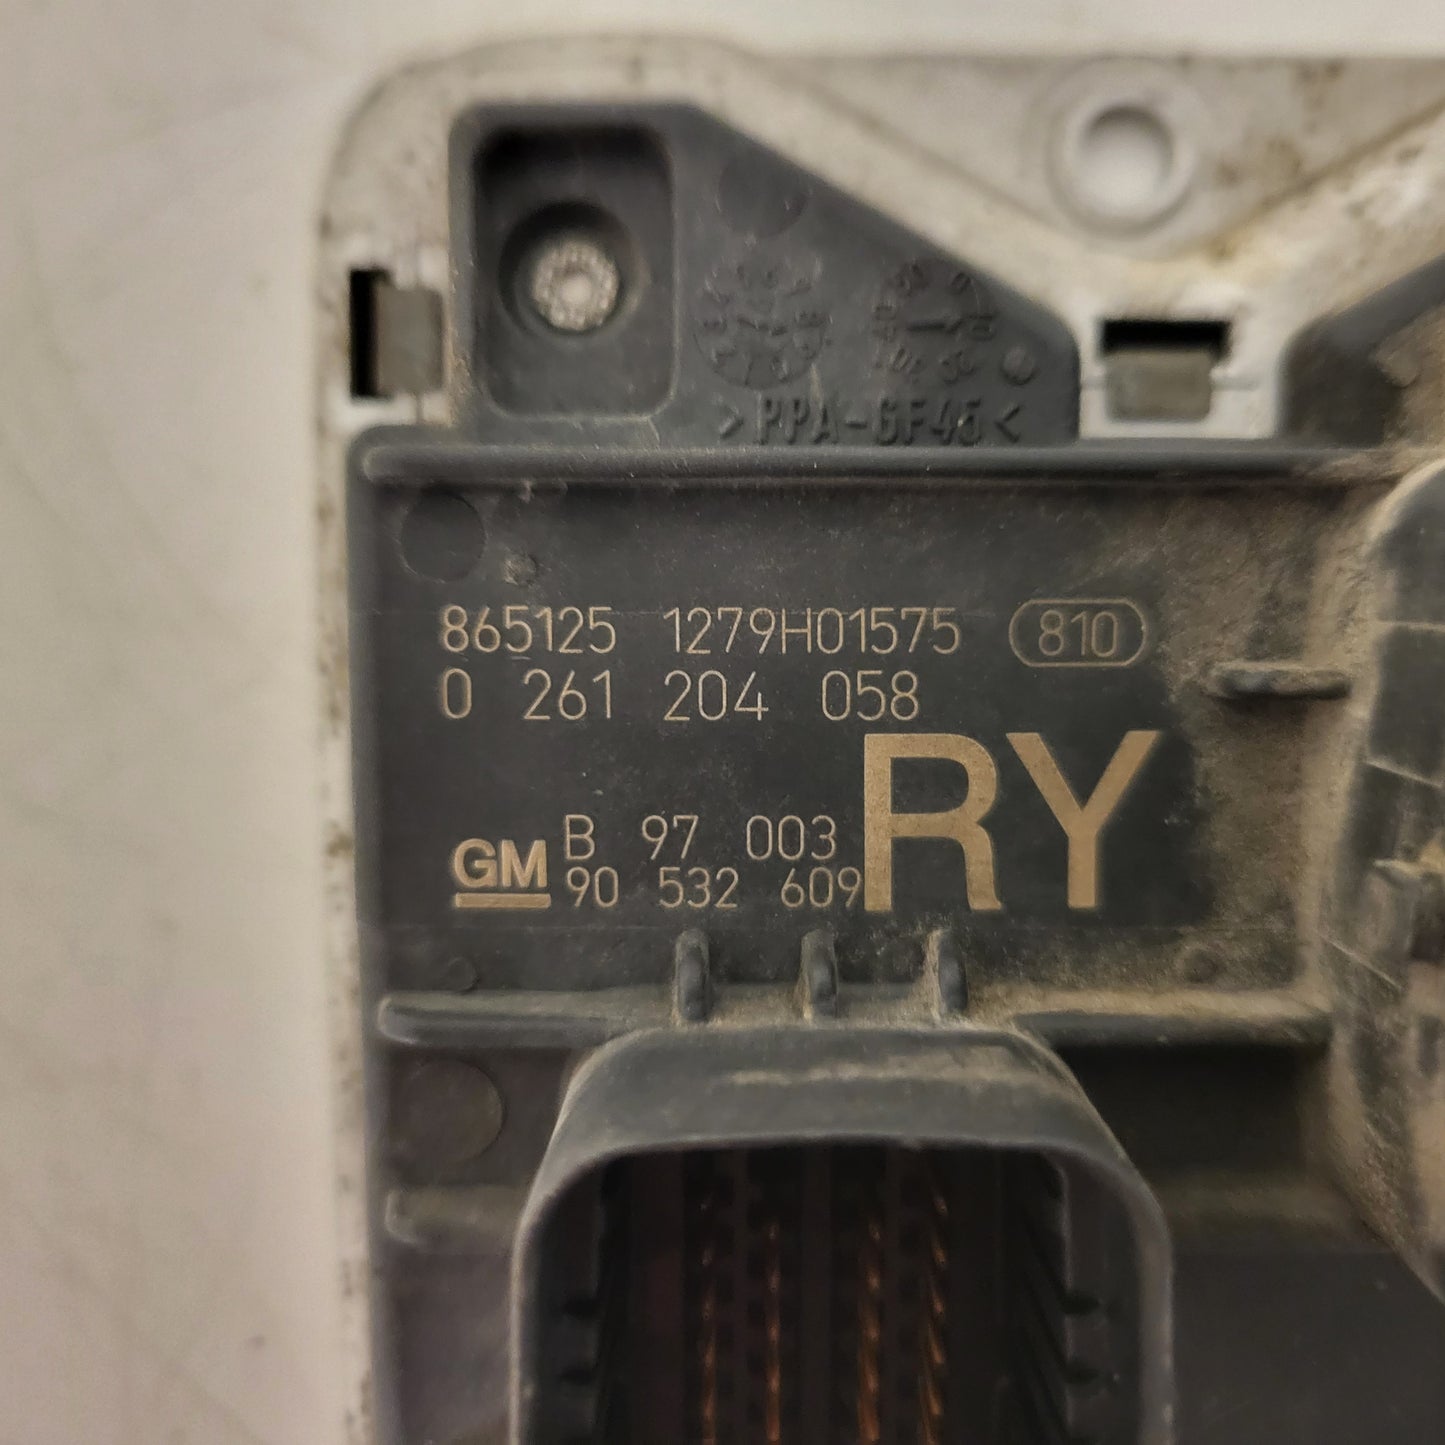 >PPA-GF45<
865125 1279H01575 810
0 261 204 058
RY
GM B 97 003
90 532 609